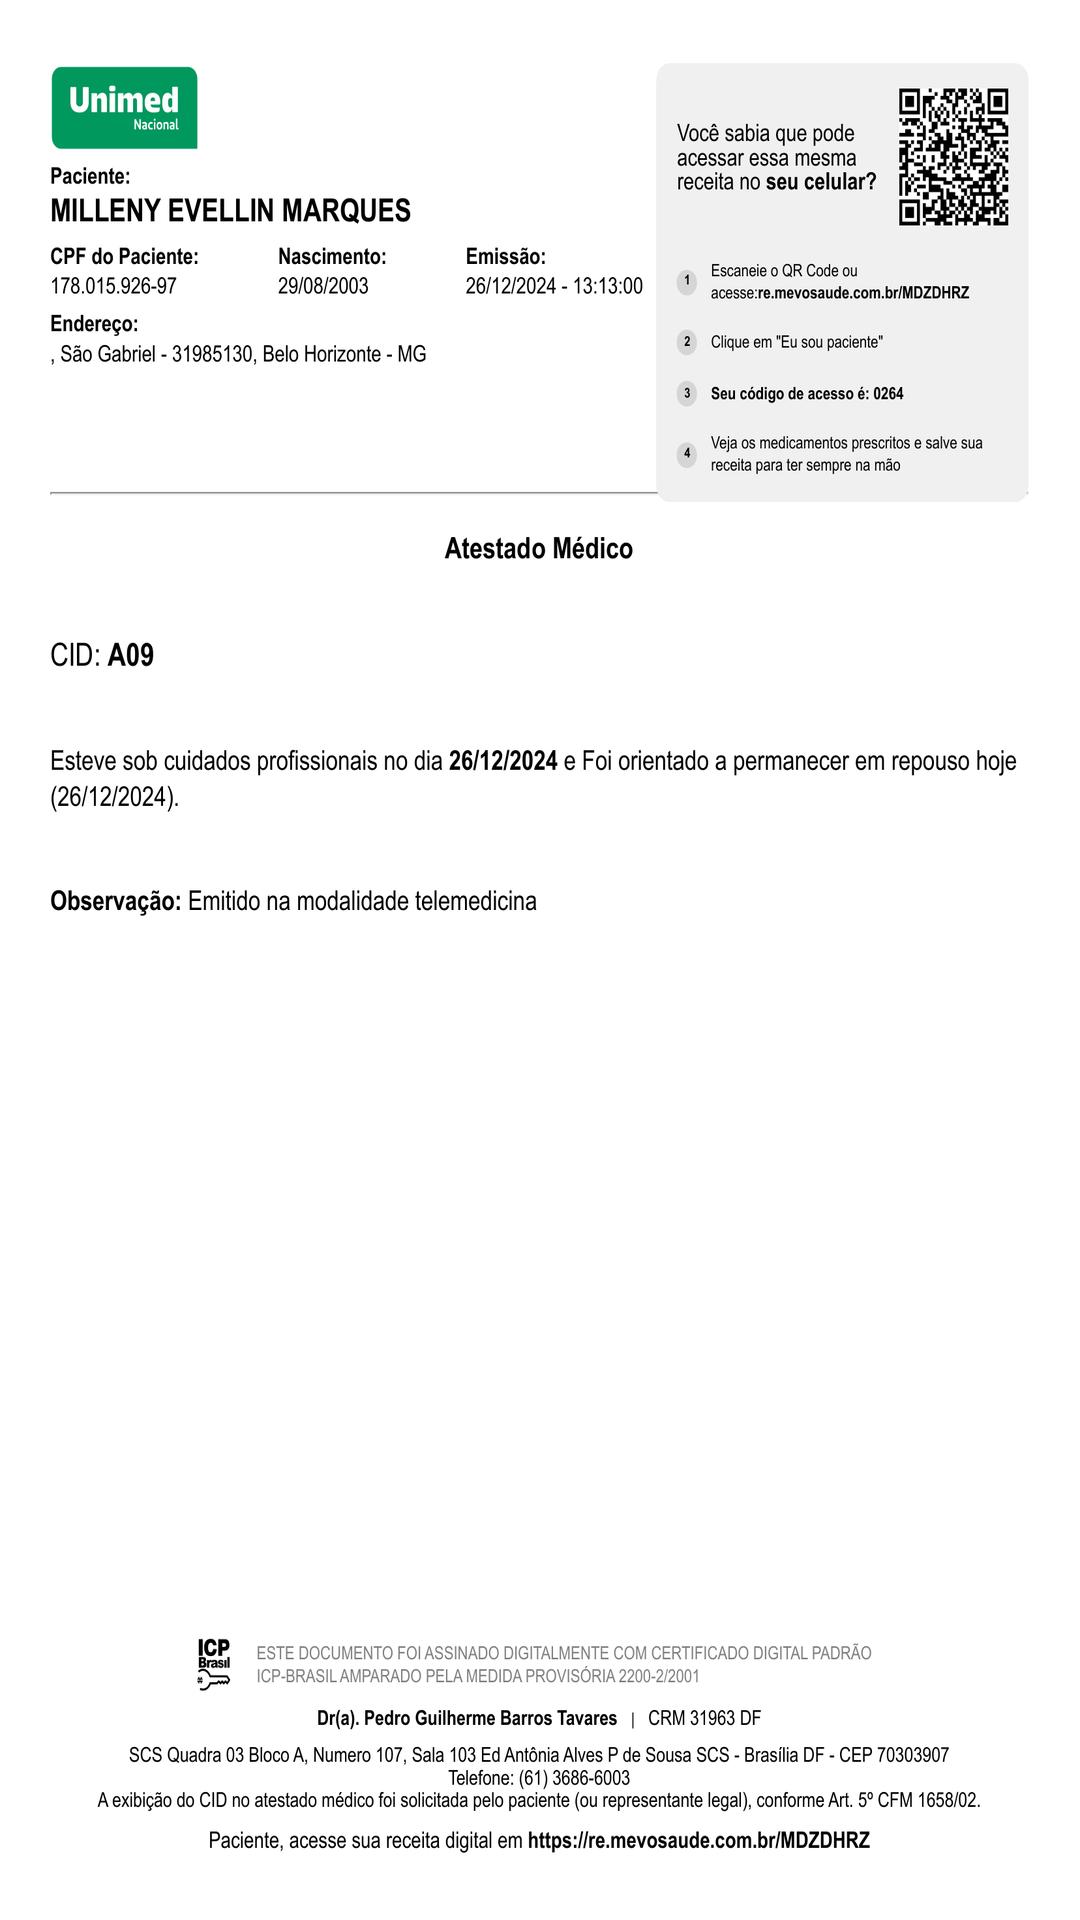 Unimed
Nacional
Paciente:
MILLENY EVELLIN MARQUES
CPF do Paciente:
178.015.926-97
Nascimento:
29/08/2003
Emissão:
26/12/2024 - 13:13:00
Endereço:
, São Gabriel - 31985130, Belo Horizonte - MG
Você sabia que pode
acessar essa mesma
receita no seu celular?
1
Escaneie o QR Code ou
acesse:re.mevosaude.com.br/MDZDHRZ
2
Clique em "Eu sou paciente"
3
Seu código de acesso é: 0264
4
Veja os medicamentos prescritos e salve sua
receita para ter sempre na mão
Atestado Médico
CID: A09
Esteve sob cuidados profissionais no dia 26/12/2024 e Foi orientado a permanecer em repouso hoje
(26/12/2024).
Observação: Emitido na modalidade telemedicina
ICP
Brasil
ESTE DOCUMENTO FOI ASSINADO DIGITALMENTE COM CERTIFICADO DIGITAL PADRÃO
ICP-BRASIL AMPARADO PELA MEDIDA PROVISÓRIA 2200-2/2001
Dr(a). Pedro Guilherme Barros Tavares | CRM 31963 DF
SCS Quadra 03 Bloco A, Numero 107, Sala 103 Ed Antônia Alves P de Sousa SCS - Brasília DF - CEP 70303907
Telefone: (61) 3686-6003
A exibição do CID no atestado médico foi solicitada pelo paciente (ou representante legal), conforme Art. 5º CFM 1658/02.
Paciente, acesse sua receita digital em https://re.mevosaude.com.br/MDZDHRZ